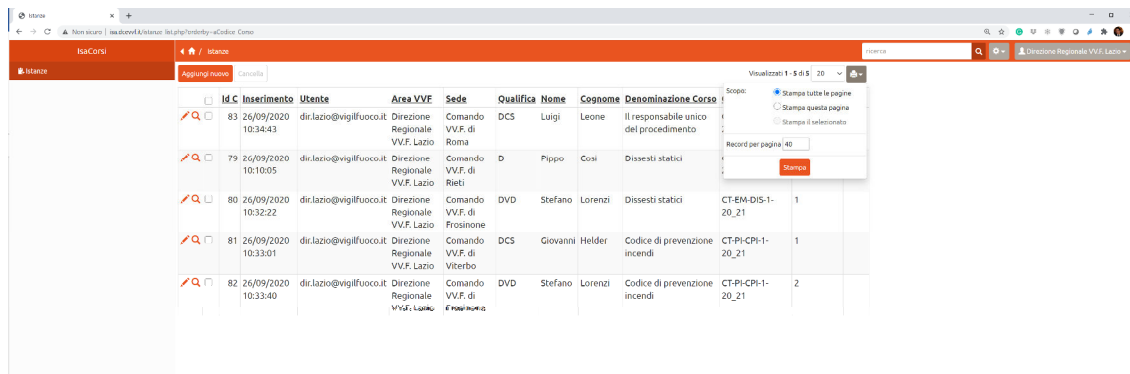 Istanze
Non sicuro | isa.dcevvf.it/istanze_list.php?orderby=aCodice Corso
IsaCorsi
/ Istanze
ricerca
Direzione Regionale VV.F. Lazio
Istanze
Aggiungi nuovo Cancella
Visualizzati 1 - 5 di 5 20
Scopo: Stampa tutte le pagine
Stampa questa pagina
Stampa il selezionato
Record per pagina 40
Stampa
Id C Inserimento Utente Area VVF Sede Qualifica Nome Cognome Denominazione Corso
83 26/09/2020 dir.lazio@vigilfuoco.it Direzione Comando DCS Luigi Leone Il responsabile unico
10:34:43 Regionale VV.F. di del procedimento
VV.F. Lazio Roma
79 26/09/2020 dir.lazio@vigilfuoco.it Direzione Comando D Pippo Cosi Dissesti statici
10:10:05 Regionale VV.F. di
VV.F. Lazio Rieti
80 26/09/2020 dir.lazio@vigilfuoco.it Direzione Comando DVD Stefano Lorenzi Dissesti statici CT-EM-DIS-1- 1
10:32:22 Regionale VV.F. di 20_21
VV.F. Lazio Frosinone
81 26/09/2020 dir.lazio@vigilfuoco.it Direzione Comando DCS Giovanni Helder Codice di prevenzione CT-PI-CPI-1- 1
10:33:01 Regionale VV.F. di incendi 20_21
VV.F. Lazio Viterbo
82 26/09/2020 dir.lazio@vigilfuoco.it Direzione Comando DVD Stefano Lorenzi Codice di prevenzione CT-PI-CPI-1- 2
10:33:40 Regionale VV.F. di incendi 20_21
VV.F. Lazio Frosinone